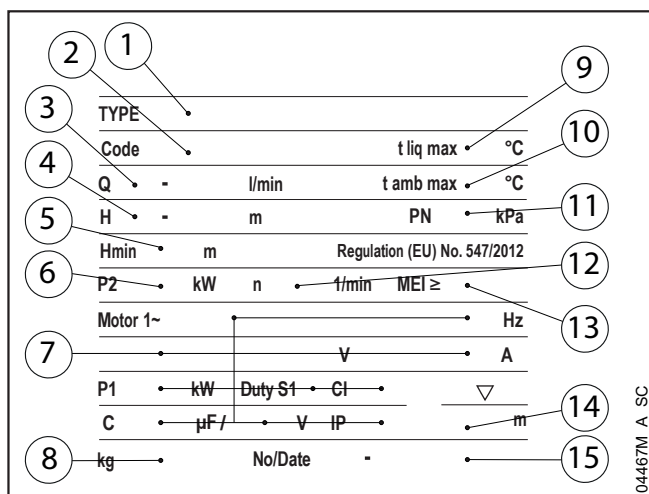 1
2
3
4
5
6
7
8
9
10
11
12
13
14
15
TYPE
Code t liq max °C
Q - l/min t amb max °C
H - m PN kPa
Hmin m Regulation (EU) No. 547/2012
P2 kW n 1/min MEI ≥
Motor 1~ Hz
V A
P1 kW Duty S1 Cl
C µF / V IP m
kg No/Date -
04467M A SC